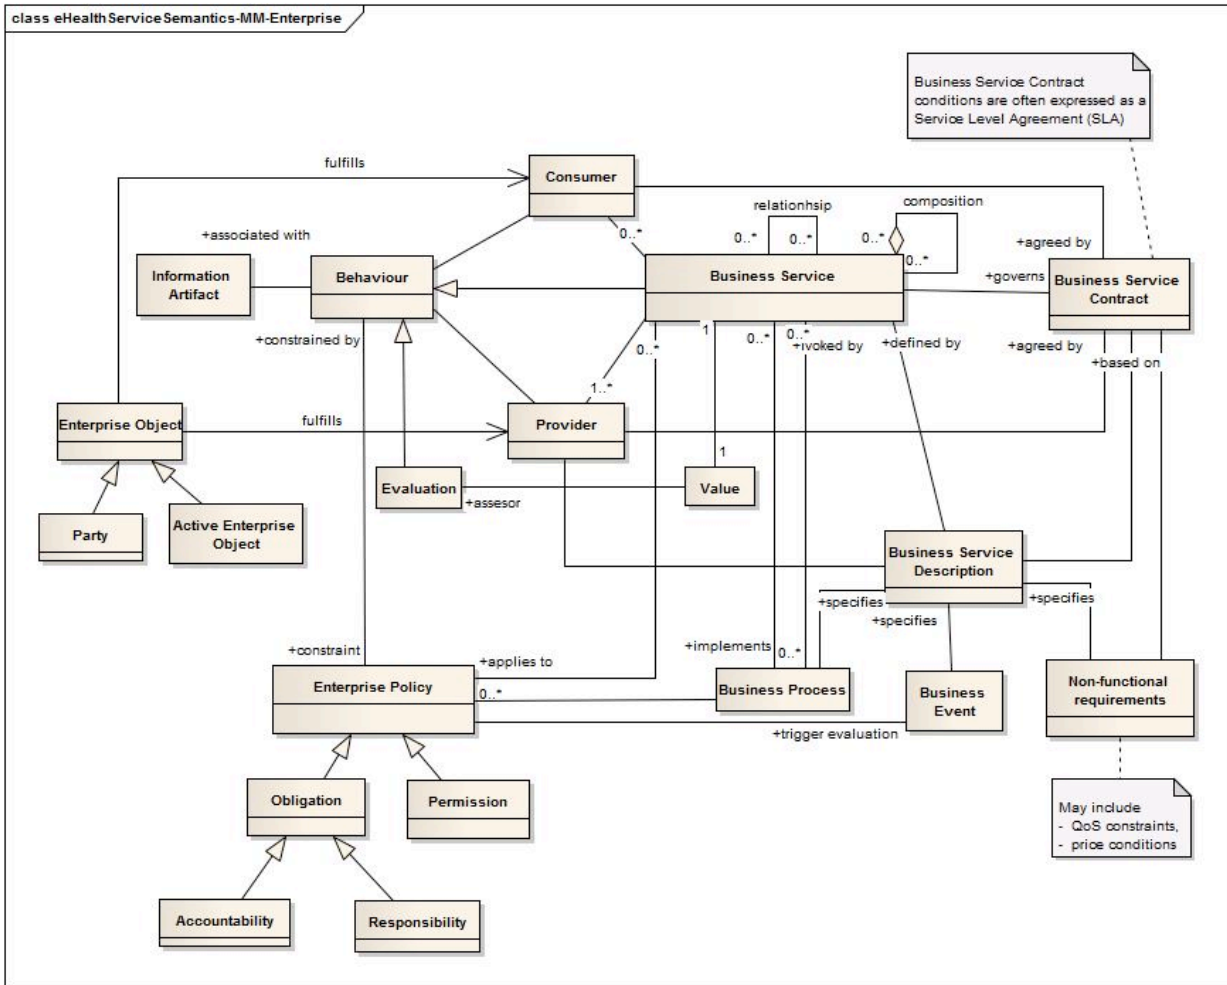 class eHealthServiceSemantics-MM-Enterprise
Business Service Contract
conditions are often expressed as a
Service Level Agreement (SLA)
fulfills
Consumer
relationhsip
composition
0..*
0..*
0..*
0..*
0..*
+associated with
+agreed by
Information
Artifact
Behaviour
Business Service
+governs
Business Service
Contract
+constrained by
0..*
1
0..*
0..*
+ivoked by
+defined by
+agreed by
+based on
1..*
Enterprise Object
fulfills
Provider
1
Evaluation
+assesor
Value
Party
Active Enterprise
Object
Business Service
Description
+specifies
+specifies
+specifies
+constraint
+applies to
+implements
0..*
Enterprise Policy
0..*
Business Process
Business
Event
Non-functional
requirements
+trigger evaluation
Obligation
Permission
May include
- QoS constraints,
- price conditions
Accountability
Responsibility